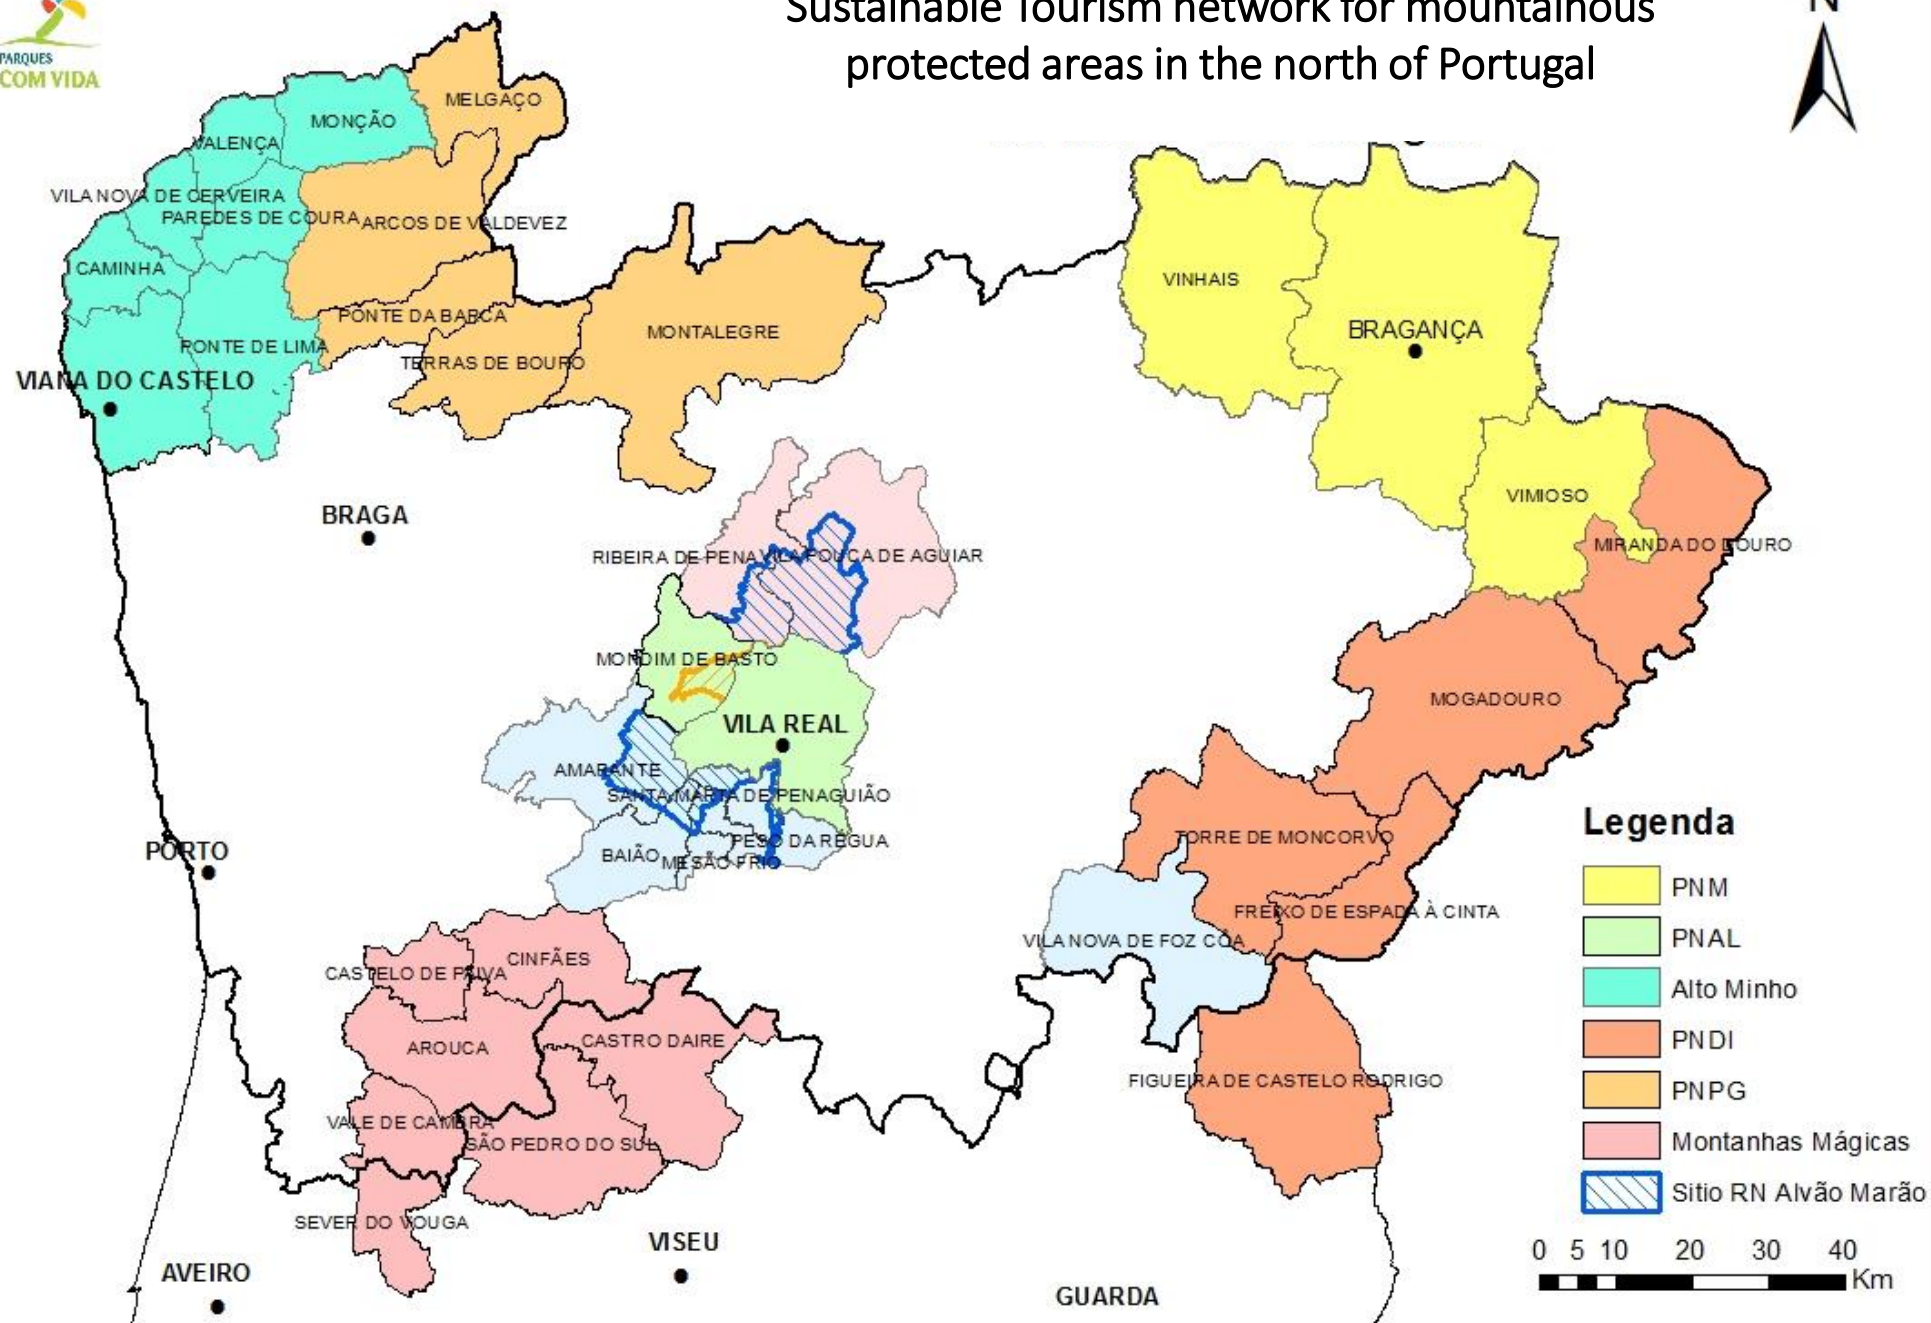 Sustainable Tourism network for mountainous
protected areas in the north of Portugal
N
PARQUES
COM VIDA
MELGAÇO
MONÇÃO
VALENÇA
VILA NOVA DE CERVEIRA
PAREDES DE COURA
ARCOS DE VALDEVEZ
CAMINHA
PONTE DA BARCA
PONTE DE LIMA
TERRAS DE BOURO
MONTALEGRE
VIANA DO CASTELO
VINHAIS
BRAGANÇA
VIMIOSO
MIRANDA DO DOURO
BRAGA
RIBEIRA DE PENA
VILA POUCA DE AGUIAR
MONDIM DE BASTO
VILA REAL
MOGADOURO
AMARANTE
SANTA MARTA DE PENAGUIÃO
PESO DA RÉGUA
BAIÃO
MESÃO FRIO
PORTO
TORRE DE MONCORVO
FREIXO DE ESPADA À CINTA
VILA NOVA DE FOZ CÔA
CINFÃES
CASTELO DE PAIVA
AROUCA
CASTRO DAIRE
FIGUEIRA DE CASTELO RODRIGO
VALE DE CAMBRA
SÃO PEDRO DO SUL
SEVER DO VOUGA
VISEU
AVEIRO
GUARDA
Legenda
PNM
PNAL
Alto Minho
PNDI
PNPG
Montanhas Mágicas
Sitio RN Alvão Marão
0 5 10 20 30 40
Km